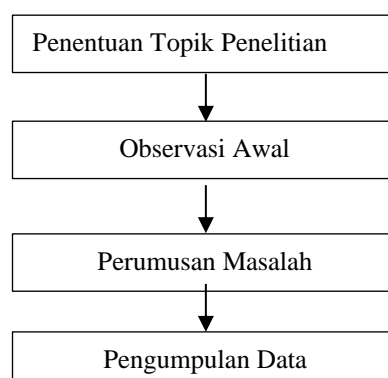 Penentuan Topik Penelitian
Observasi Awal
Perumusan Masalah
Pengumpulan Data